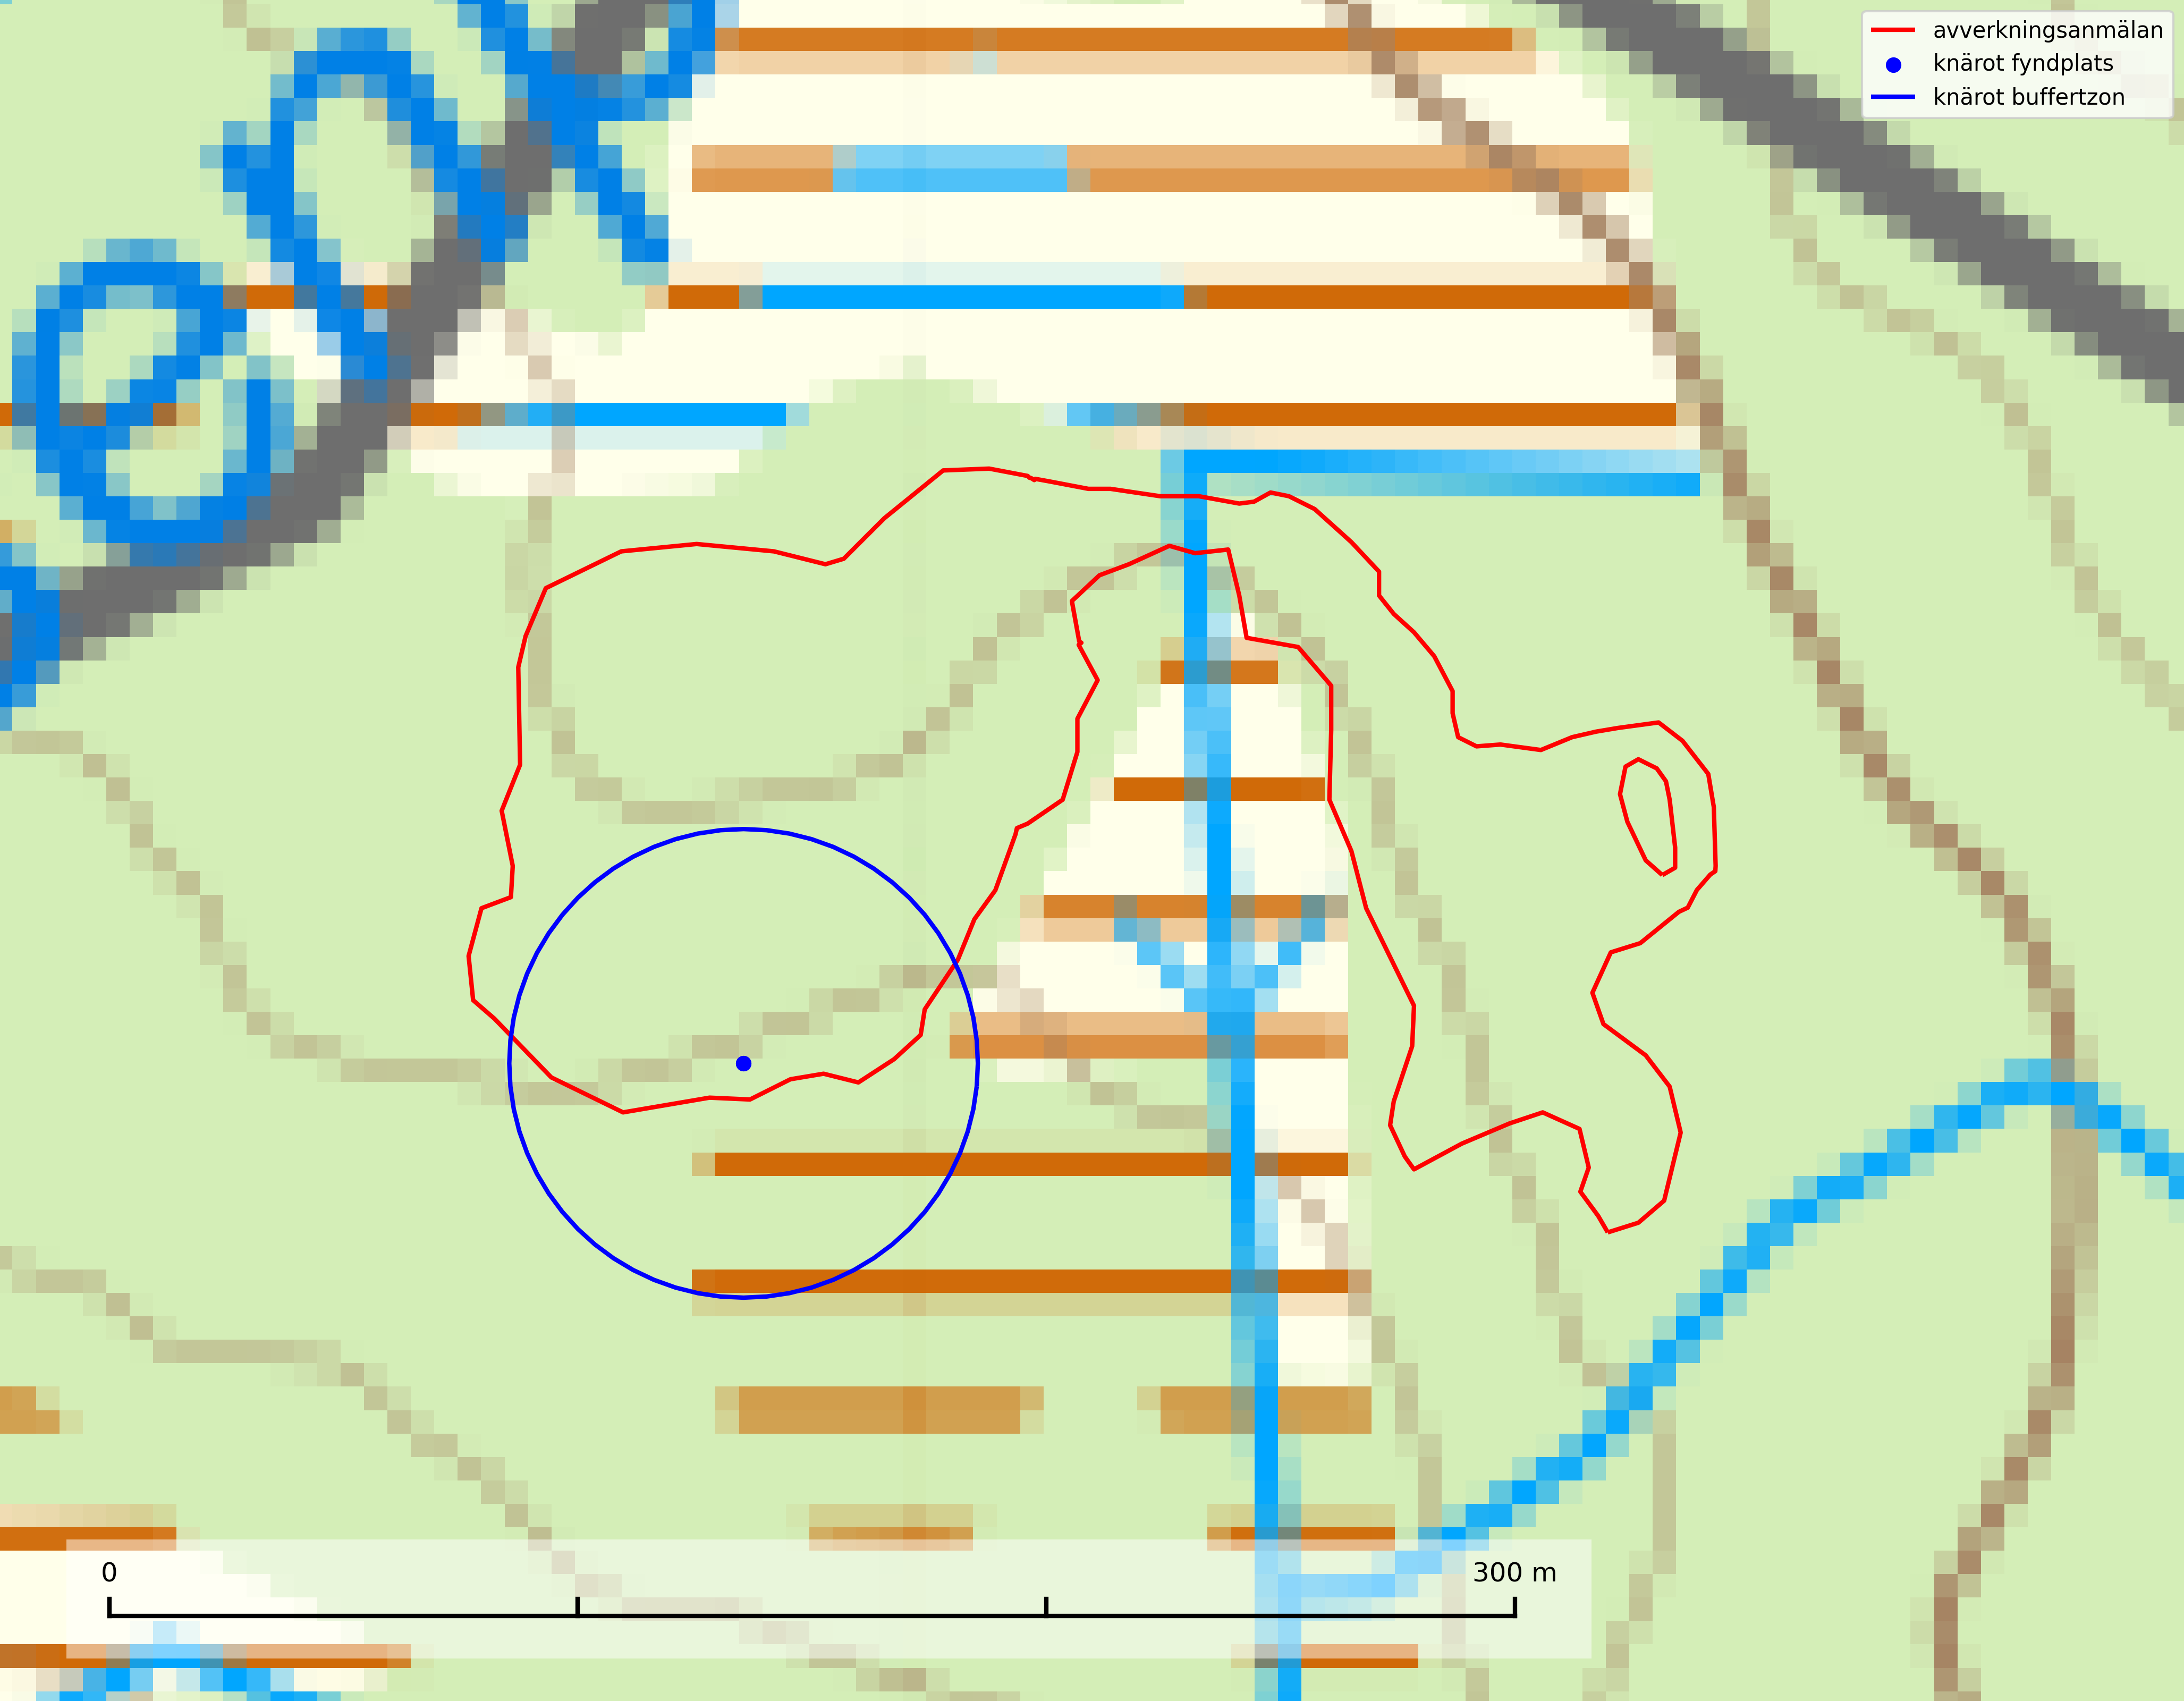 avverkningsanmälan
knärot fyndplats
knärot buffertzon
0 300 m